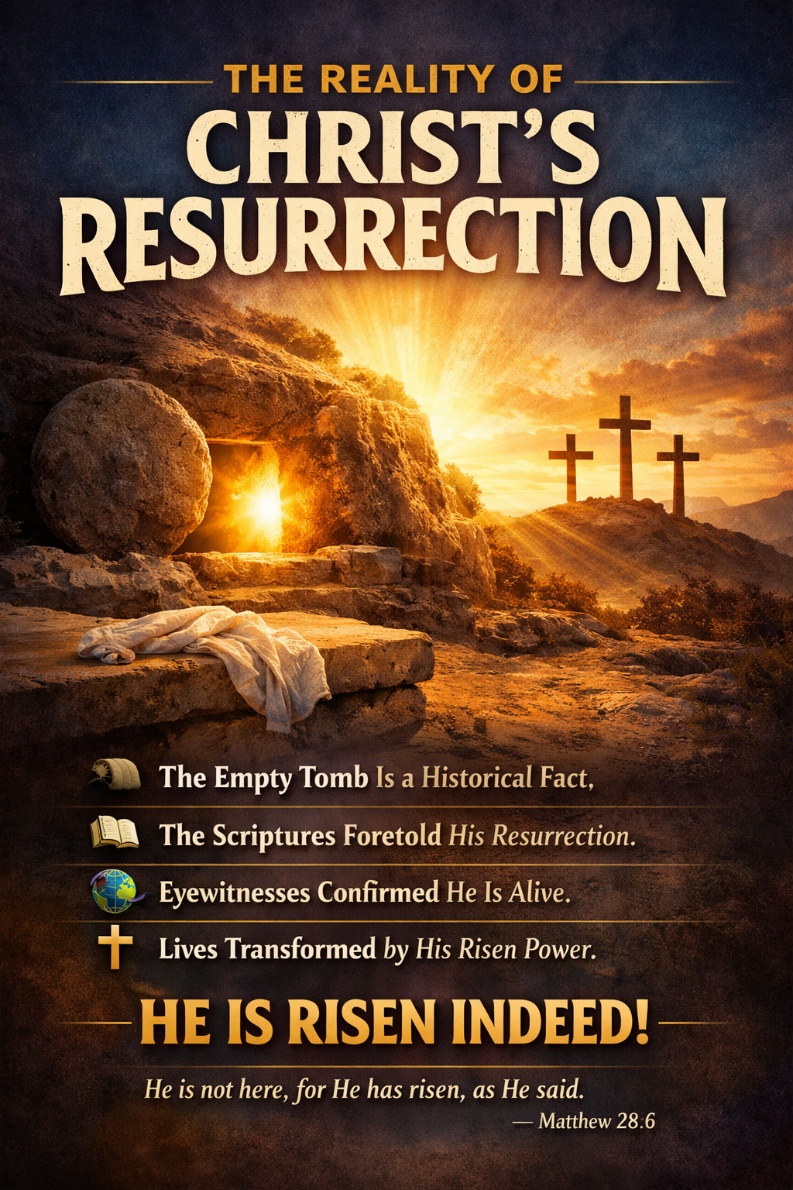 THE REALITY OF
CHRIST'S
RESURRECTION
The Empty Tomb Is a Historical Fact,
The Scriptures Foretold His Resurrection.
Eyewitnesses Confirmed He Is Alive.
Lives Transformed by His Risen Power.
HE IS RISEN INDEED!
He is not here, for He has risen, as He said.
— Matthew 28:6